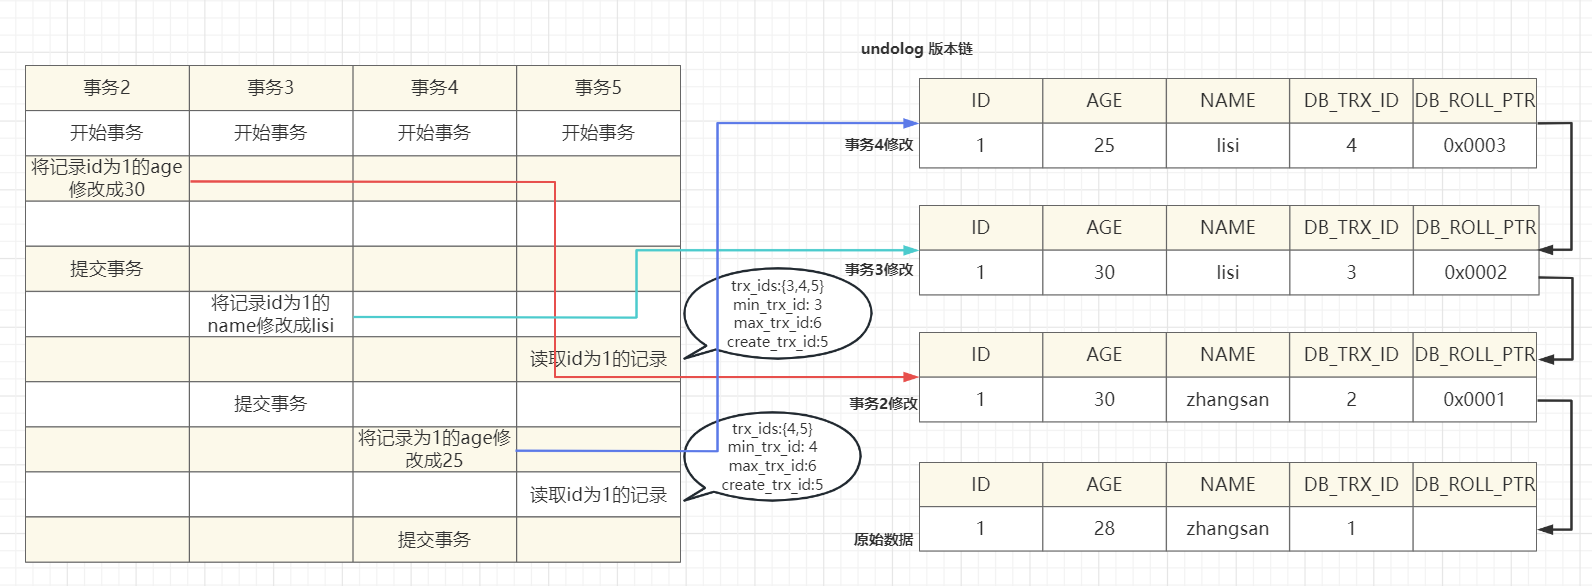 undolog 版本链
事务2 事务3 事务4 事务5
开始事务 开始事务 开始事务 开始事务
将记录id为1的age
修改成30
提交事务
将记录id为1的
name修改成lisi
读取id为1的记录
提交事务
将记录为1的age修
改成25
读取id为1的记录
提交事务
trx_ids:{3,4,5}
min_trx_id: 3
max_trx_id:6
create_trx_id:5
trx_ids:{4,5}
min_trx_id: 4
max_trx_id:6
create_trx_id:5
ID AGE NAME DB_TRX_ID DB_ROLL_PTR
事务4修改 1 25 lisi 4 0x0003
ID AGE NAME DB_TRX_ID DB_ROLL_PTR
事务3修改 1 30 lisi 3 0x0002
ID AGE NAME DB_TRX_ID DB_ROLL_PTR
事务2修改 1 30 zhangsan 2 0x0001
ID AGE NAME DB_TRX_ID DB_ROLL_PTR
原始数据 1 28 zhangsan 1